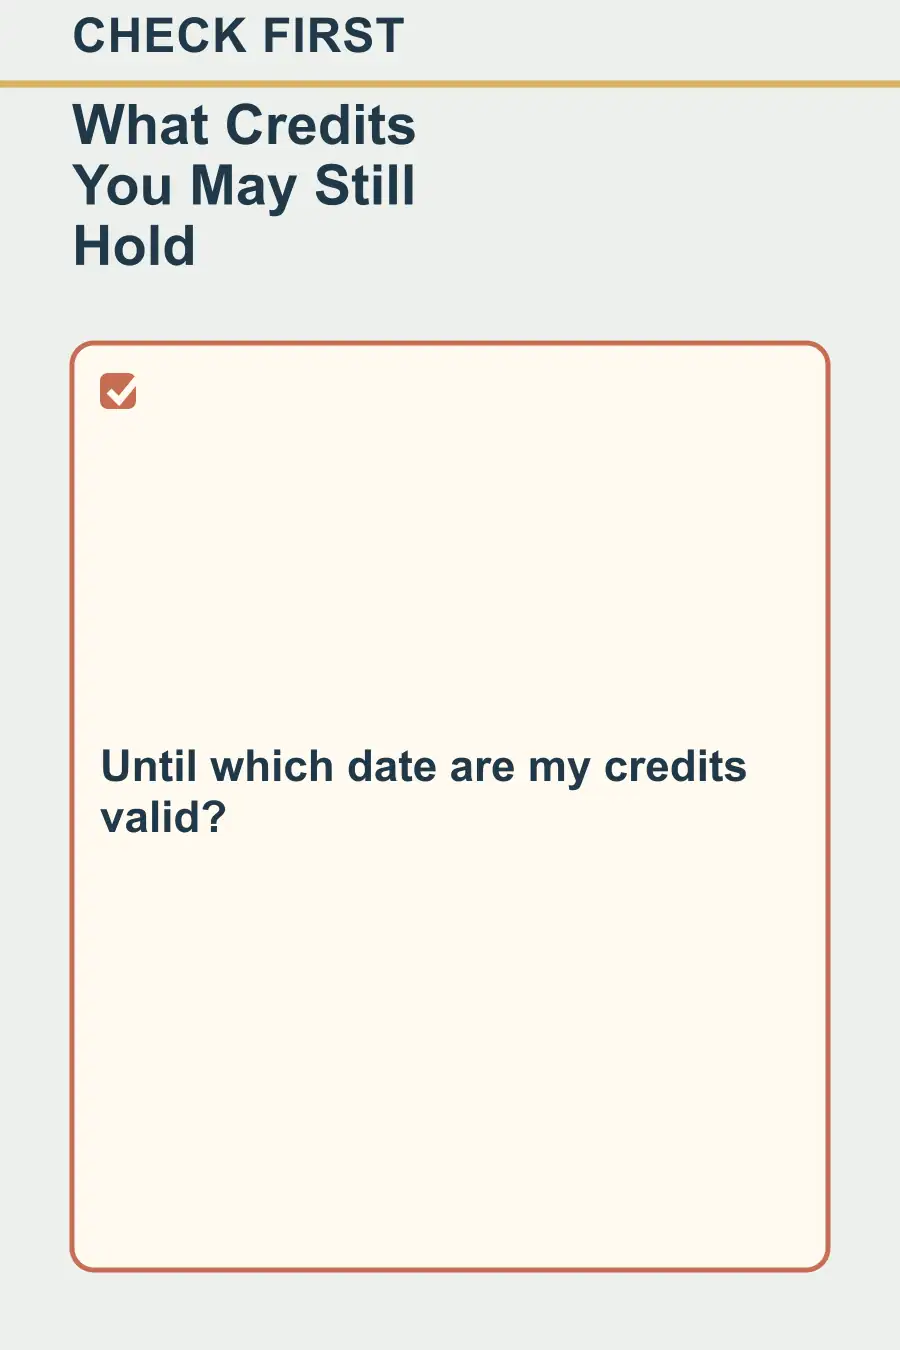 CHECK FIRST
What Credits
You May Still
Hold
Until which date are my credits
valid?